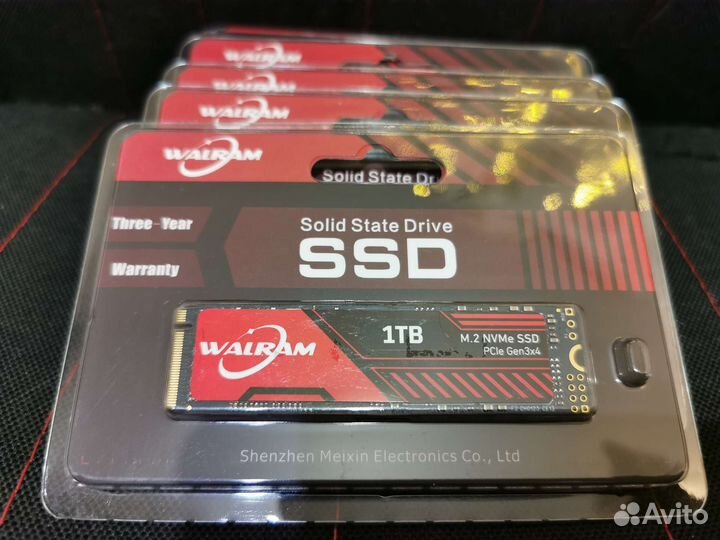 WALRAM
WALRAM
WALRAM
WALRAM
Solid State Dr
Three-Year
Warranty
Solid State Drive
SSD
WALRAM
1TB
M.2 NVMe SSD
PCIe Gen3x4
Shenzhen Meixin Electronics Co., Ltd
Avito